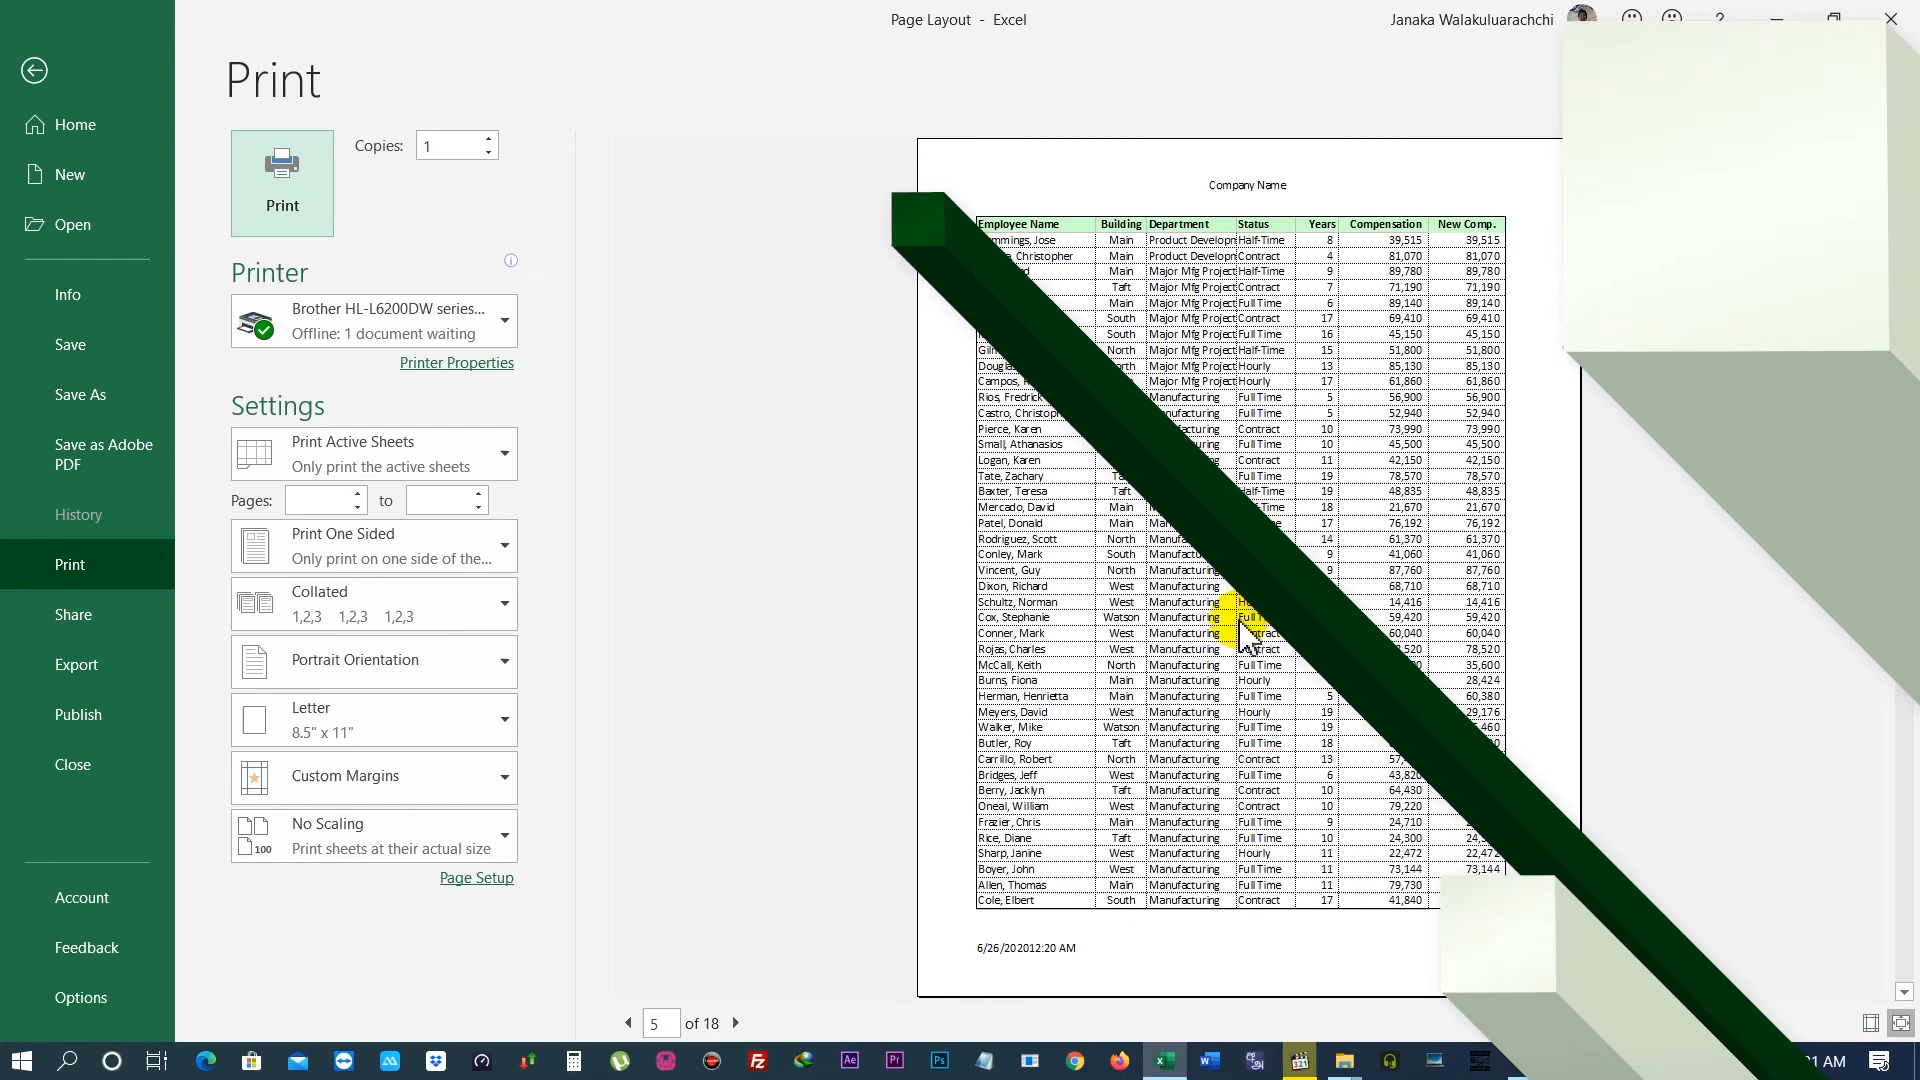 Page Layout - Excel
Janaka Walakuluarachchi
Print
Home
New
Open
Info
Save
Save As
Save as Adobe
PDF
History
Print
Share
Export
Publish
Close
Account
Feedback
Options
Print
Copies: 1
Printer
Brother HL-L6200DW series...
Offline: 1 document waiting
Printer Properties
Settings
Print Active Sheets
Only print the active sheets
Pages: to
Print One Sided
Only print on one side of the...
Collated
1,2,3 1,2,3 1,2,3
Portrait Orientation
Letter
8.5" x 11"
Custom Margins
No Scaling
100 Print sheets at their actual size
Page Setup
Company Name
Employee Name Building Department Status Years Compensation New Comp.
Jose Main Product Developn Half-Time 8 39,515 39,515
Christopher Main Product Developn Contract 4 81,070 81,070
Main Major Mfg Project Half-Time 9 89,780 89,780
Taft Major Mfg Project Contract 7 71,190 71,190
Main Major Mfg Project Full Time 6 89,140 89,140
South Major Mfg Project Contract 17 69,410 69,410
South Major Mfg Project Full Time 16 45,150 45,150
North Major Mfg Project Half-Time 15 51,800 51,800
Major Mfg Project Hourly 13 85,130 85,130
Campos, Major Mfg Project Hourly 17 61,860 61,860
Rios, Fredrick Manufacturing Full Time 5 56,900 56,900
Castro, Full Time 5 52,940 52,940
Pierce, Karen Contract 10 73,990 73,990
Small, Athanasios Full Time 10 45,500 45,500
Logan, Karen Contract 11 42,150 42,150
Tate, Zachary Full Time 19 78,570 78,570
Baxter, Teresa Taft Half-Time 19 48,835 48,835
Mercado, David Main 18 21,670 21,670
Patel, Donald Main 17 76,192 76,192
Rodriguez, Scott North 14 61,370 61,370
Conley, Mark South 9 41,060 41,060
Vincent, Guy North Manufacturing 9 87,760 87,760
Dixon, Richard West Manufacturing 68,710 68,710
Schultz, Norman West Manufacturing 14,416 14,416
Cox, Stephanie Watson Manufacturing 59,420 59,420
Conner, Mark West Manufacturing 60,040 60,040
Rojas, Charles West Manufacturing 78,520
McCall, Keith North Manufacturing Full Time 35,600
Burns, Fiona Main Manufacturing Hourly 28,424
Herman, Henrietta Main Manufacturing Full Time 5 60,380
Meyers, David West Manufacturing Hourly 19 29,176
Walker, Mike Watson Manufacturing Full Time 19
Butler, Roy Taft Manufacturing Full Time 18
Carrillo, Robert North Manufacturing Contract 13
Bridges, Jeff West Manufacturing Full Time 6 43,820
Berry, Jacklyn Taft Manufacturing Contract 10 64,430
Oneal, William West Manufacturing Contract 10 79,220
Frazier, Chris Main Manufacturing Full Time 9 24,710
Rice, Diane Taft Manufacturing Full Time 10 24,300
Sharp, Janine West Manufacturing Hourly 11 22,472 22,472
Boyer, John West Manufacturing Full Time 11 73,144 73,144
Allen, Thomas Main Manufacturing Full Time 11 79,730
Cole, Elbert South Manufacturing Contract 17 41,840
6/26/202012:20 AM
5 of 18
AM